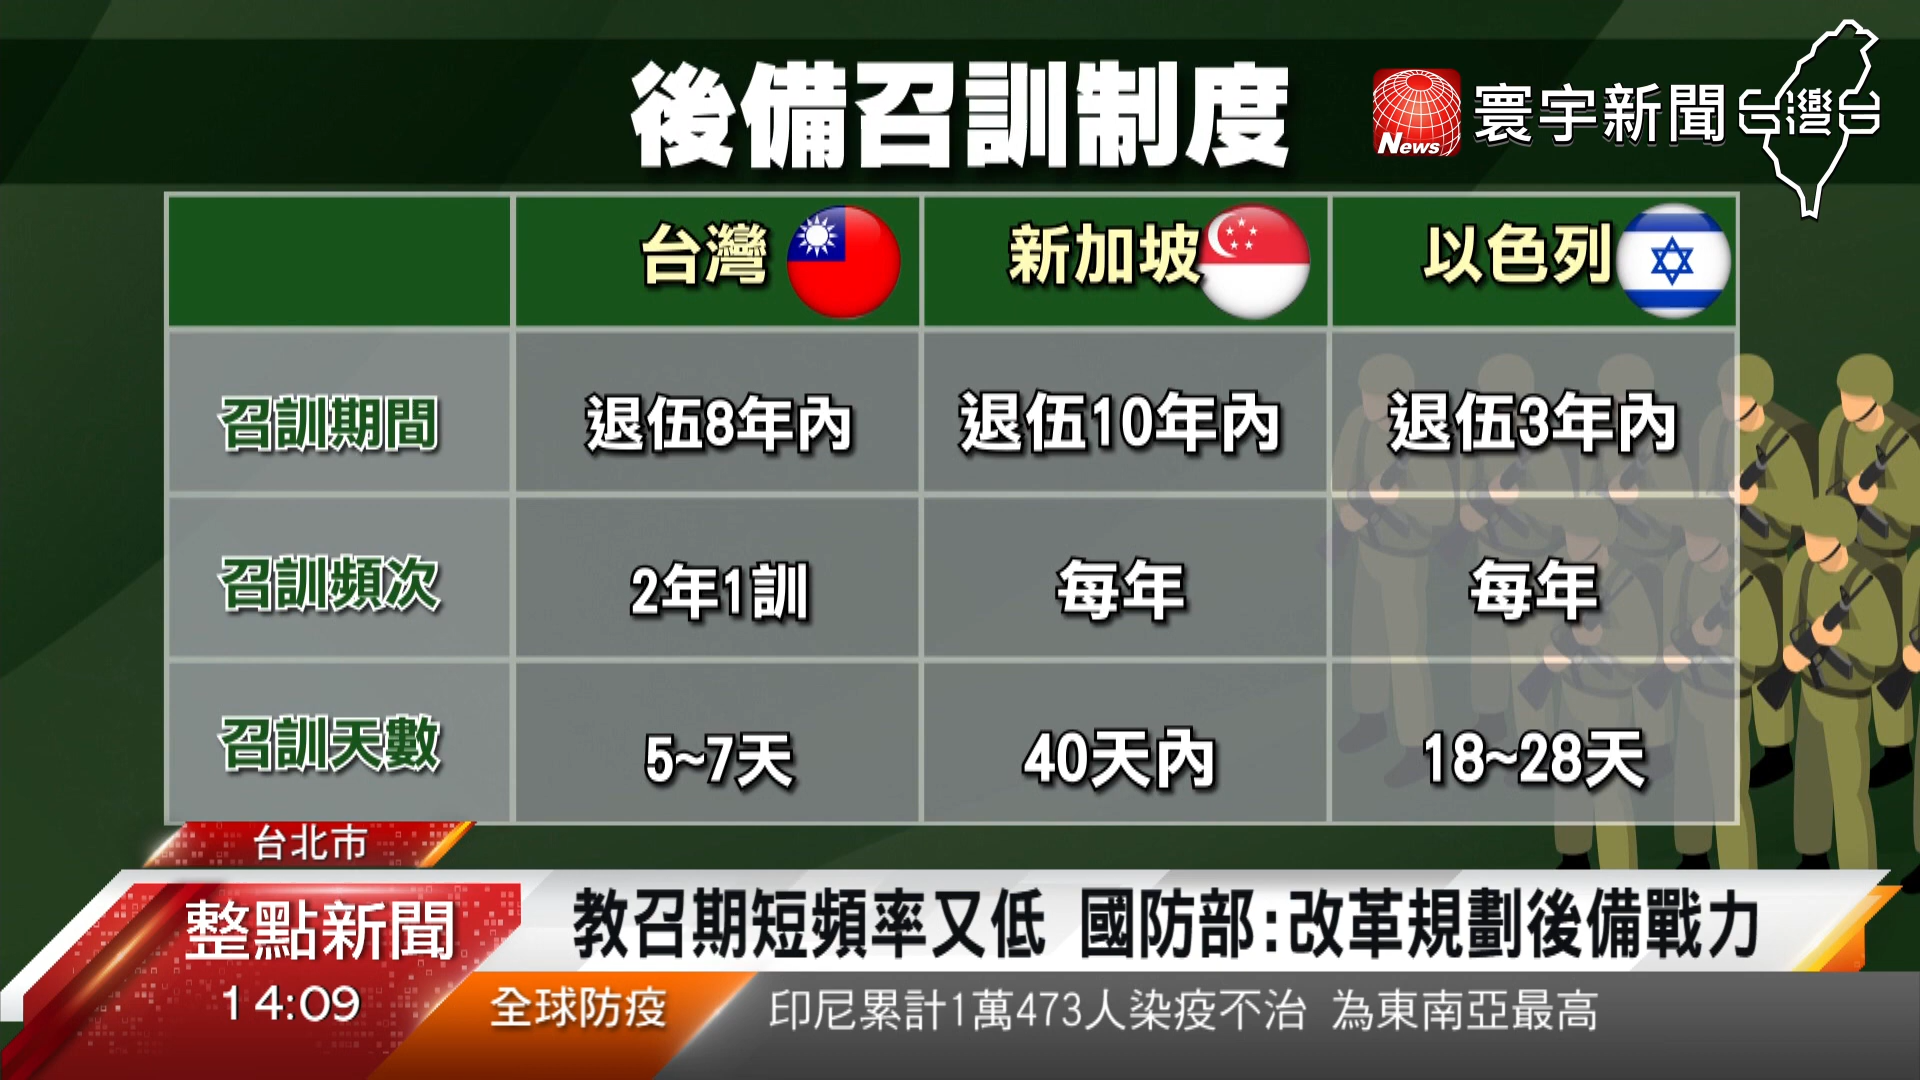 後備召訓制度
News 寰宇新聞 台灣台
台灣 新加坡 以色列
召訓期間 退伍8年內 退伍10年內 退伍3年內
召訓頻次 2年1訓 每年 每年
召訓天數 5~7天 40天內 18~28天
台北市
整點新聞
教召期短頻率又低 國防部:改革規劃後備戰力
14:09
全球防疫 印尼累計1萬473人染疫不治 為東南亞最高